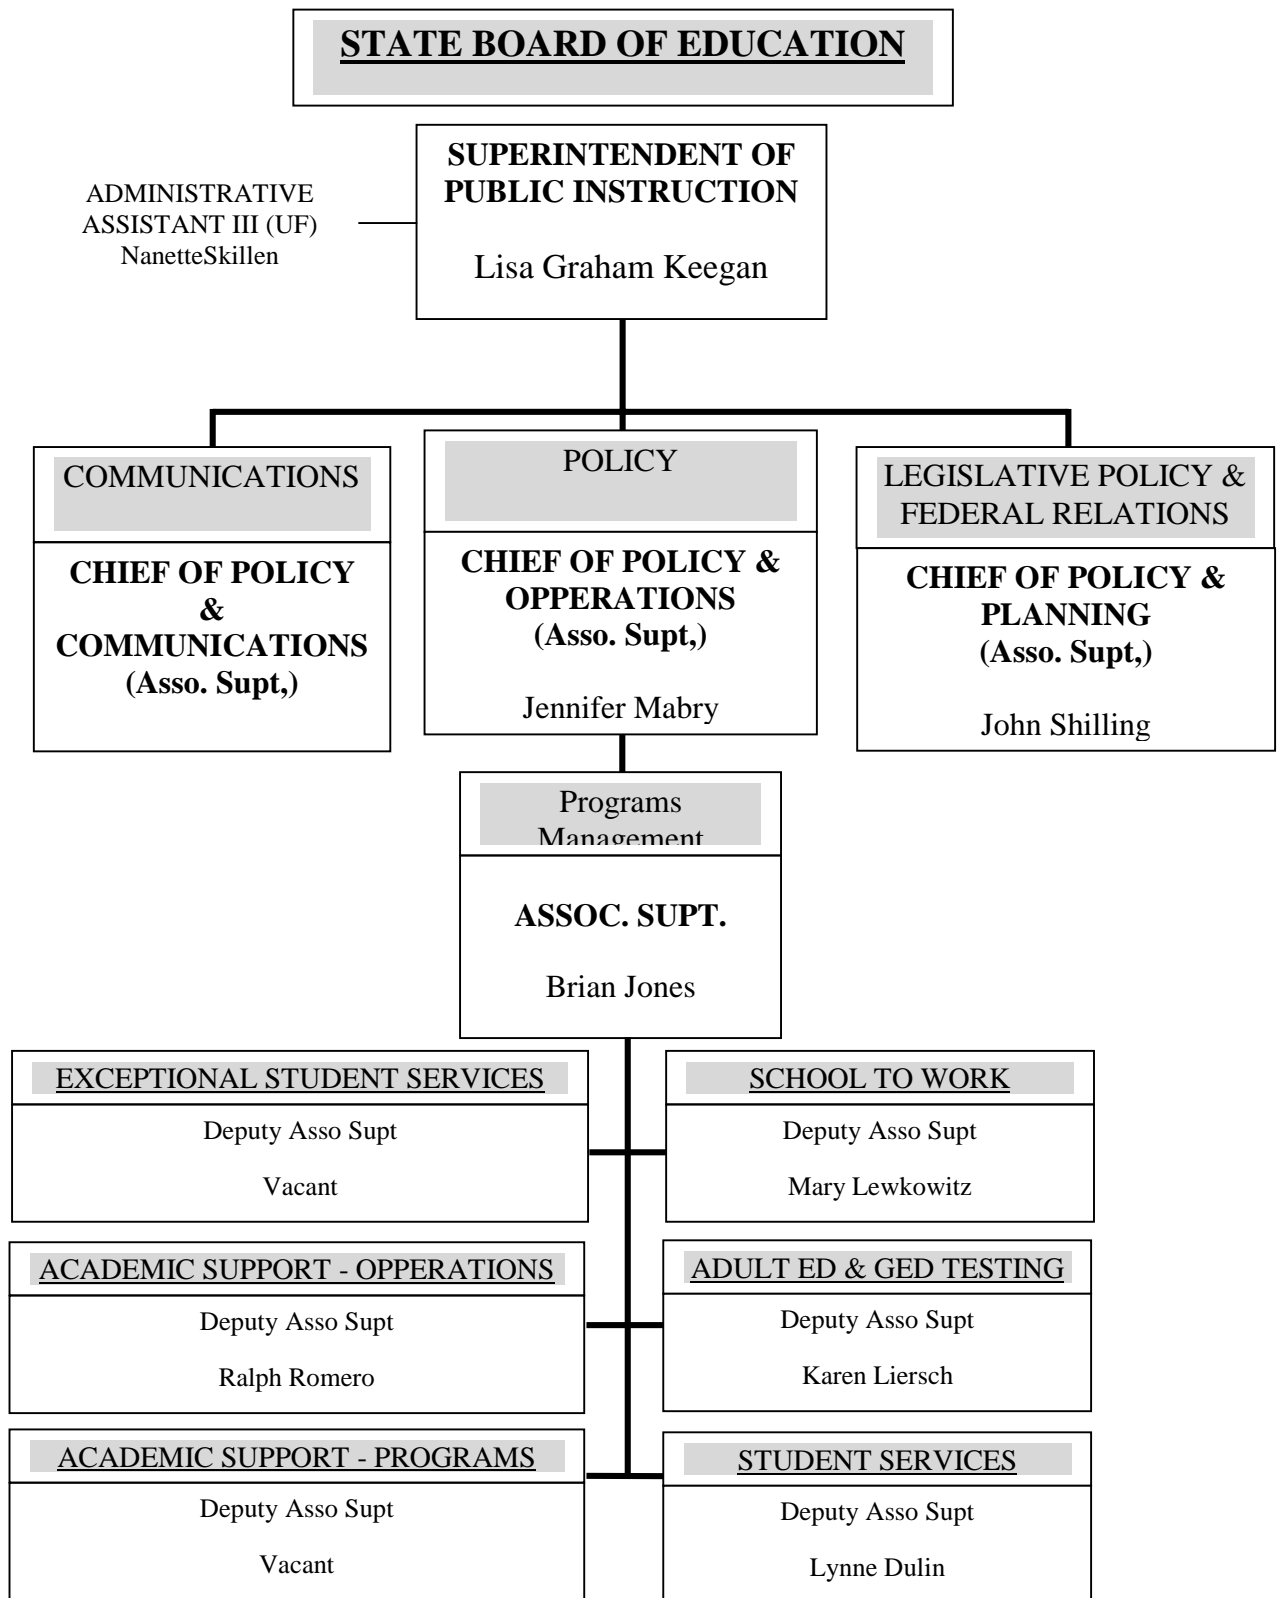 STATE BOARD OF EDUCATION
SUPERINTENDENT OF
PUBLIC INSTRUCTION
Lisa Graham Keegan
ADMINISTRATIVE
ASSISTANT III (UF)
NanetteSkillen
COMMUNICATIONS
CHIEF OF POLICY
&
COMMUNICATIONS
(Asso. Supt,)
POLICY
CHIEF OF POLICY &
OPPERATIONS
(Asso. Supt,)
Jennifer Mabry
LEGISLATIVE POLICY &
FEDERAL RELATIONS
CHIEF OF POLICY &
PLANNING
(Asso. Supt,)
John Shilling
Programs
Management
ASSOC. SUPT.
Brian Jones
EXCEPTIONAL STUDENT SERVICES
Deputy Asso Supt
Vacant
SCHOOL TO WORK
Deputy Asso Supt
Mary Lewkowitz
ACADEMIC SUPPORT - OPPERATIONS
Deputy Asso Supt
Ralph Romero
ADULT ED & GED TESTING
Deputy Asso Supt
Karen Liersch
ACADEMIC SUPPORT - PROGRAMS
Deputy Asso Supt
Vacant
STUDENT SERVICES
Deputy Asso Supt
Lynne Dulin